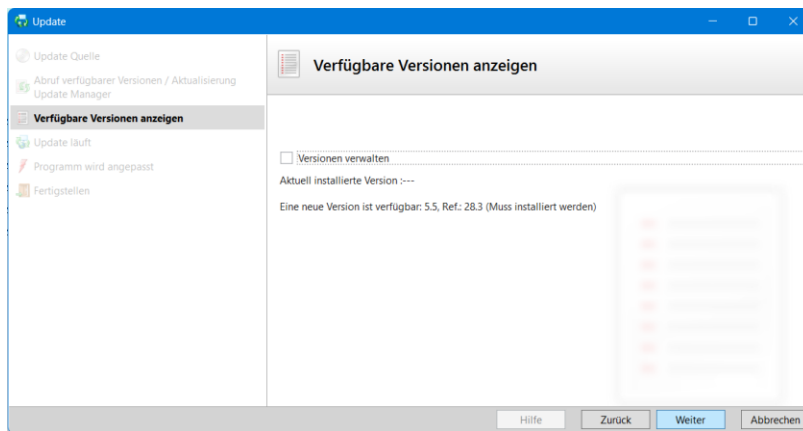 Update
Update Quelle
Abruf verfügbarer Versionen / Aktualisierung
Update Manager
Verfügbare Versionen anzeigen
Update läuft
Programm wird angepasst
Fertigstellen
Verfügbare Versionen anzeigen
Versionen verwalten
Aktuell installierte Version :---
Eine neue Version ist verfügbar: 5.5, Ref.: 28.3 (Muss installiert werden)
Hilfe
Zurück
Weiter
Abbrechen